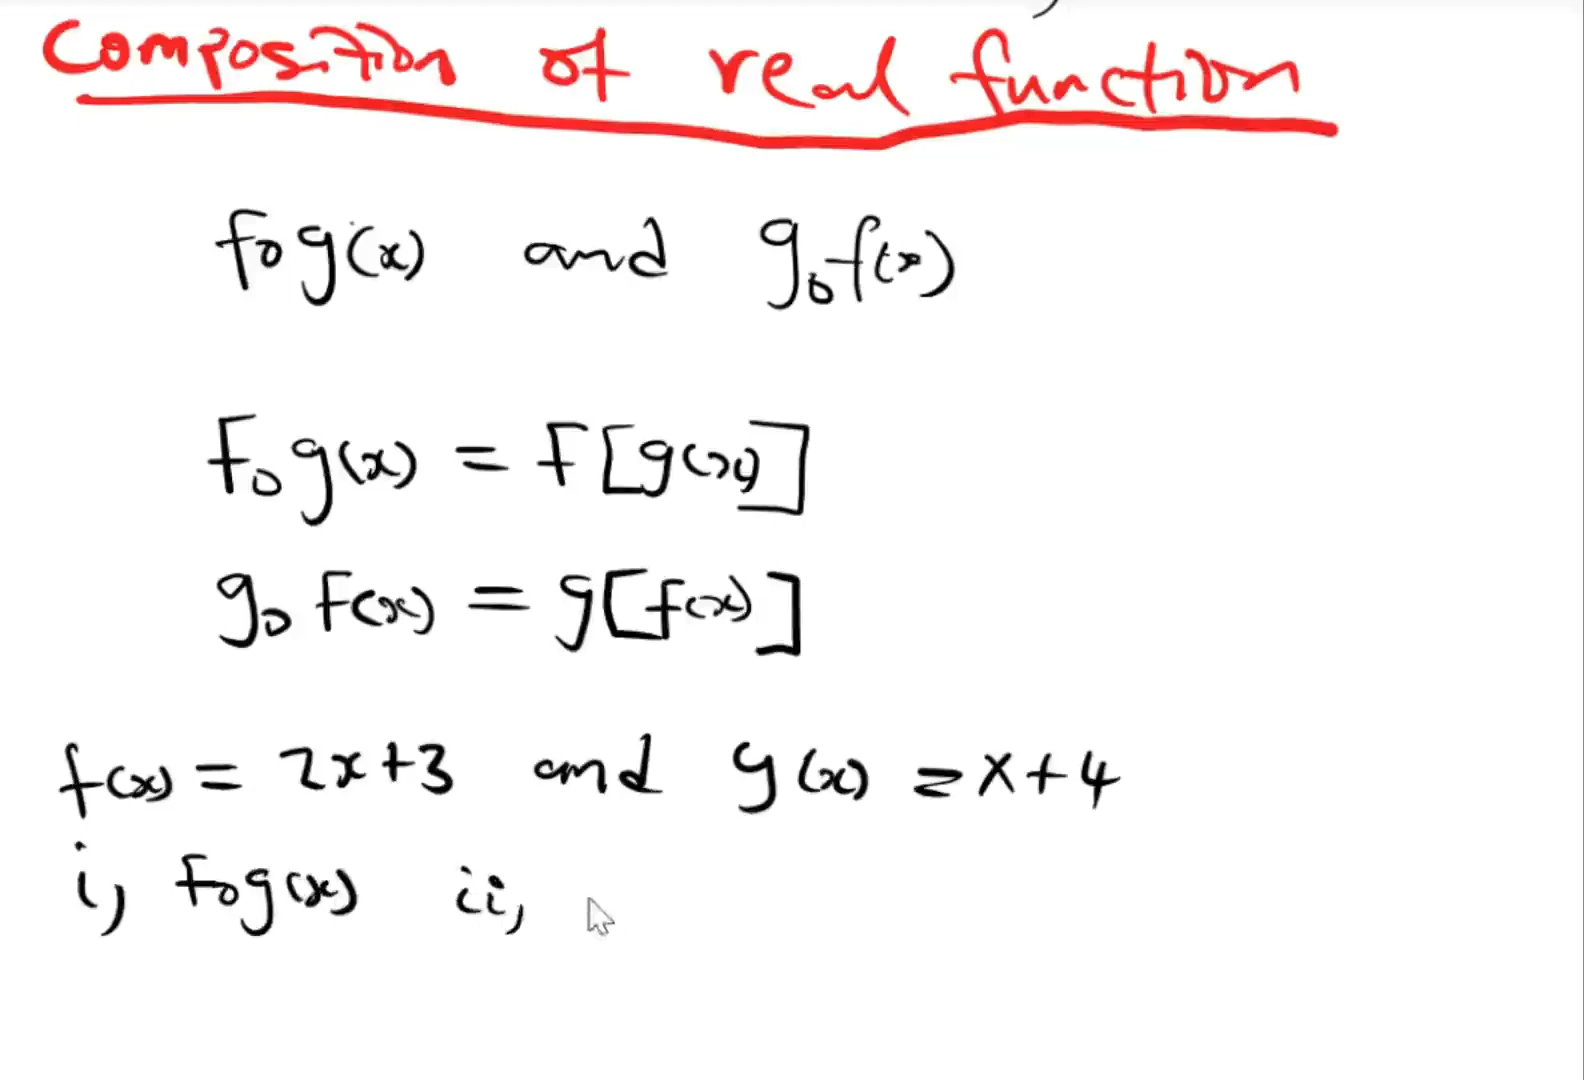 Composition of real function
fog(x) and gof(x)
Fog(x) = F[g(x)]
gof(x) = g[f(x)]
f(x) = 2x+3 and g(x) = x+4
i, Fog(x) ii,